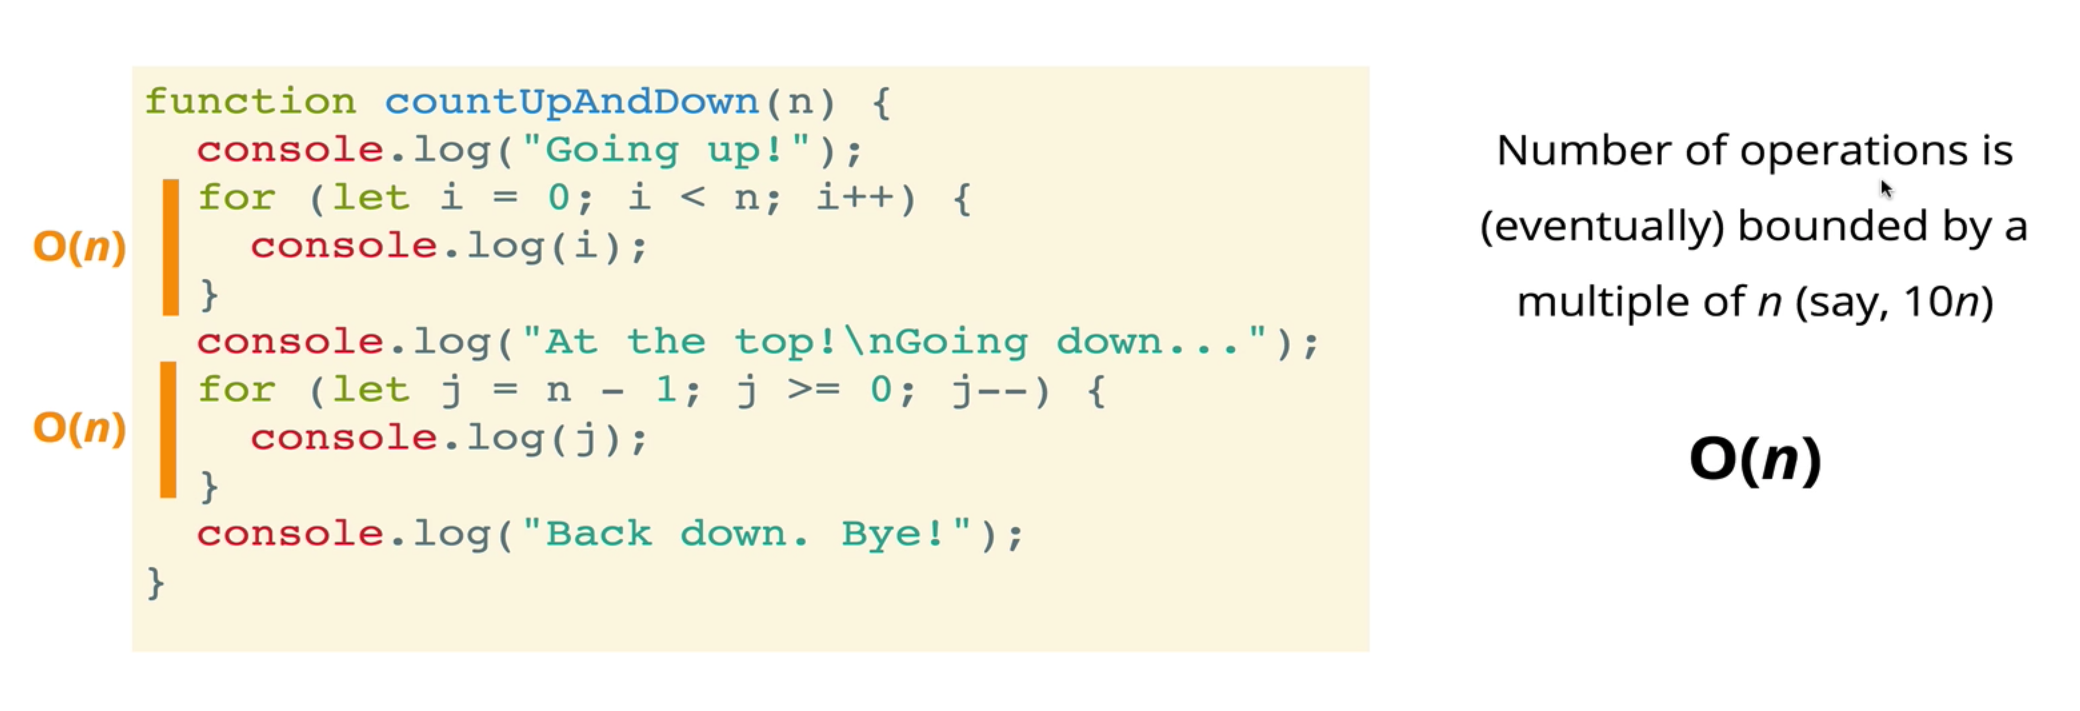 function countUpAndDown(n) {
console.log("Going up!");
for (let i = 0; i < n; i++) {
O(n)
console.log(i);
}
console.log("At the top!\nGoing down...");
for (let j = n - 1; j >= 0; j--) {
O(n)
console.log(j);
}
console.log("Back down. Bye!");
}
Number of operations is
(eventually) bounded by a
multiple of n (say, 10n)
O(n)